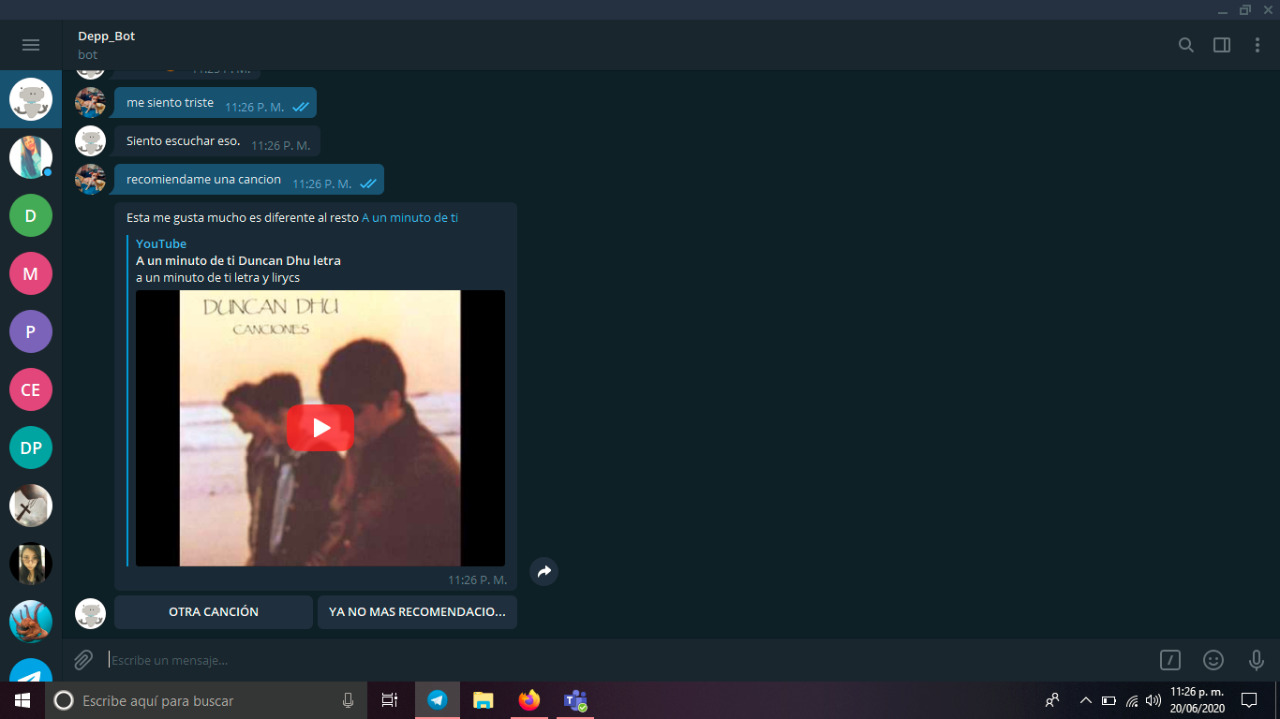 Depp_Bot
bot
me siento triste 11:26 P. M.
Siento escuchar eso. 11:26 P. M.
recomiendame una cancion 11:26 P. M.
Esta me gusta mucho es diferente al resto A un minuto de ti
YouTube
A un minuto de ti Duncan Dhu letra
a un minuto de ti letra y lirycs
DUNCAN DHU
CANCIONES
11:26 P. M.
OTRA CANCIÓN
YA NO MAS RECOMENDACIO...
D
M
P
CE
DP
Escribe un mensaje...
Escribe aquí para buscar
11:26 p. m.
20/06/2020